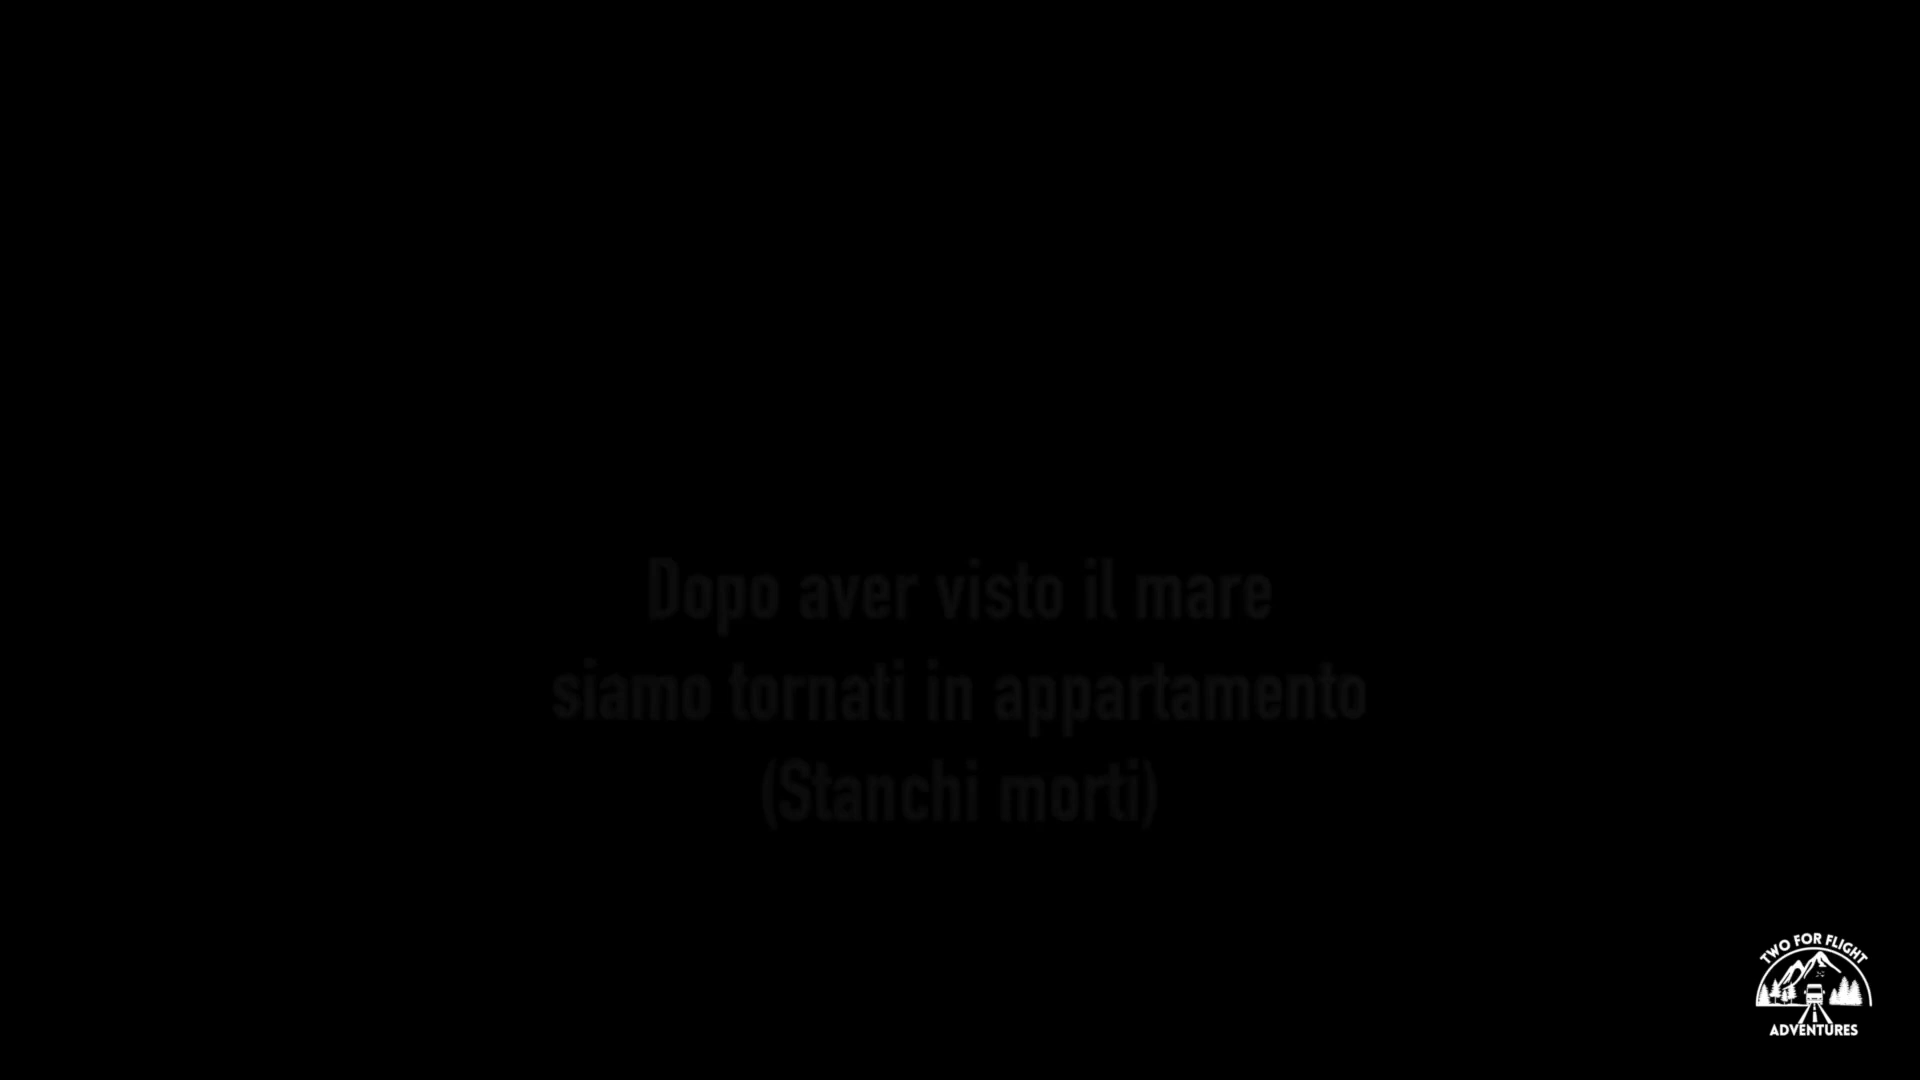 Dopo aver visto il mare
siamo tornati in appartamento
(Stanchi morti)
TWO FOR FLIGHT
ADVENTURES